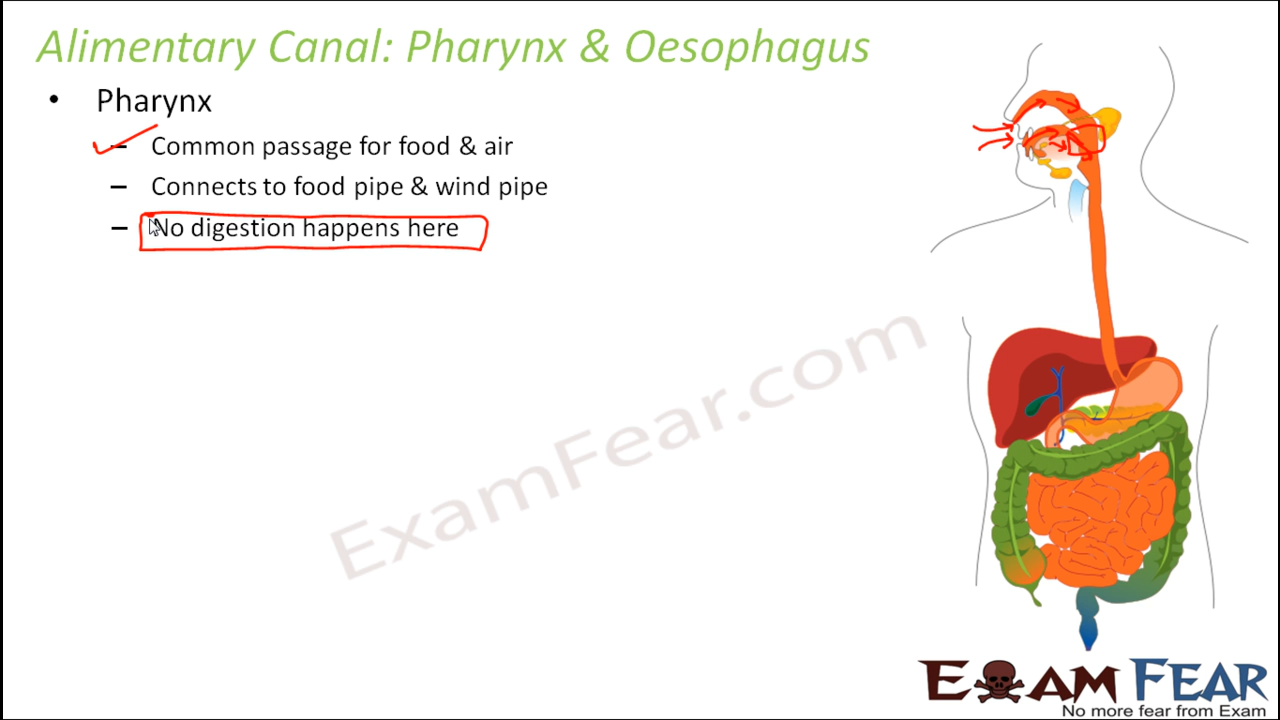 Alimentary Canal: Pharynx & Oesophagus
• Pharynx
– Common passage for food & air
– Connects to food pipe & wind pipe
– No digestion happens here
ExamFear.com
EXAM FEAR
No more fear from Exam